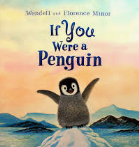 Wendell and Florence Minor
If You
Were a
Penguin